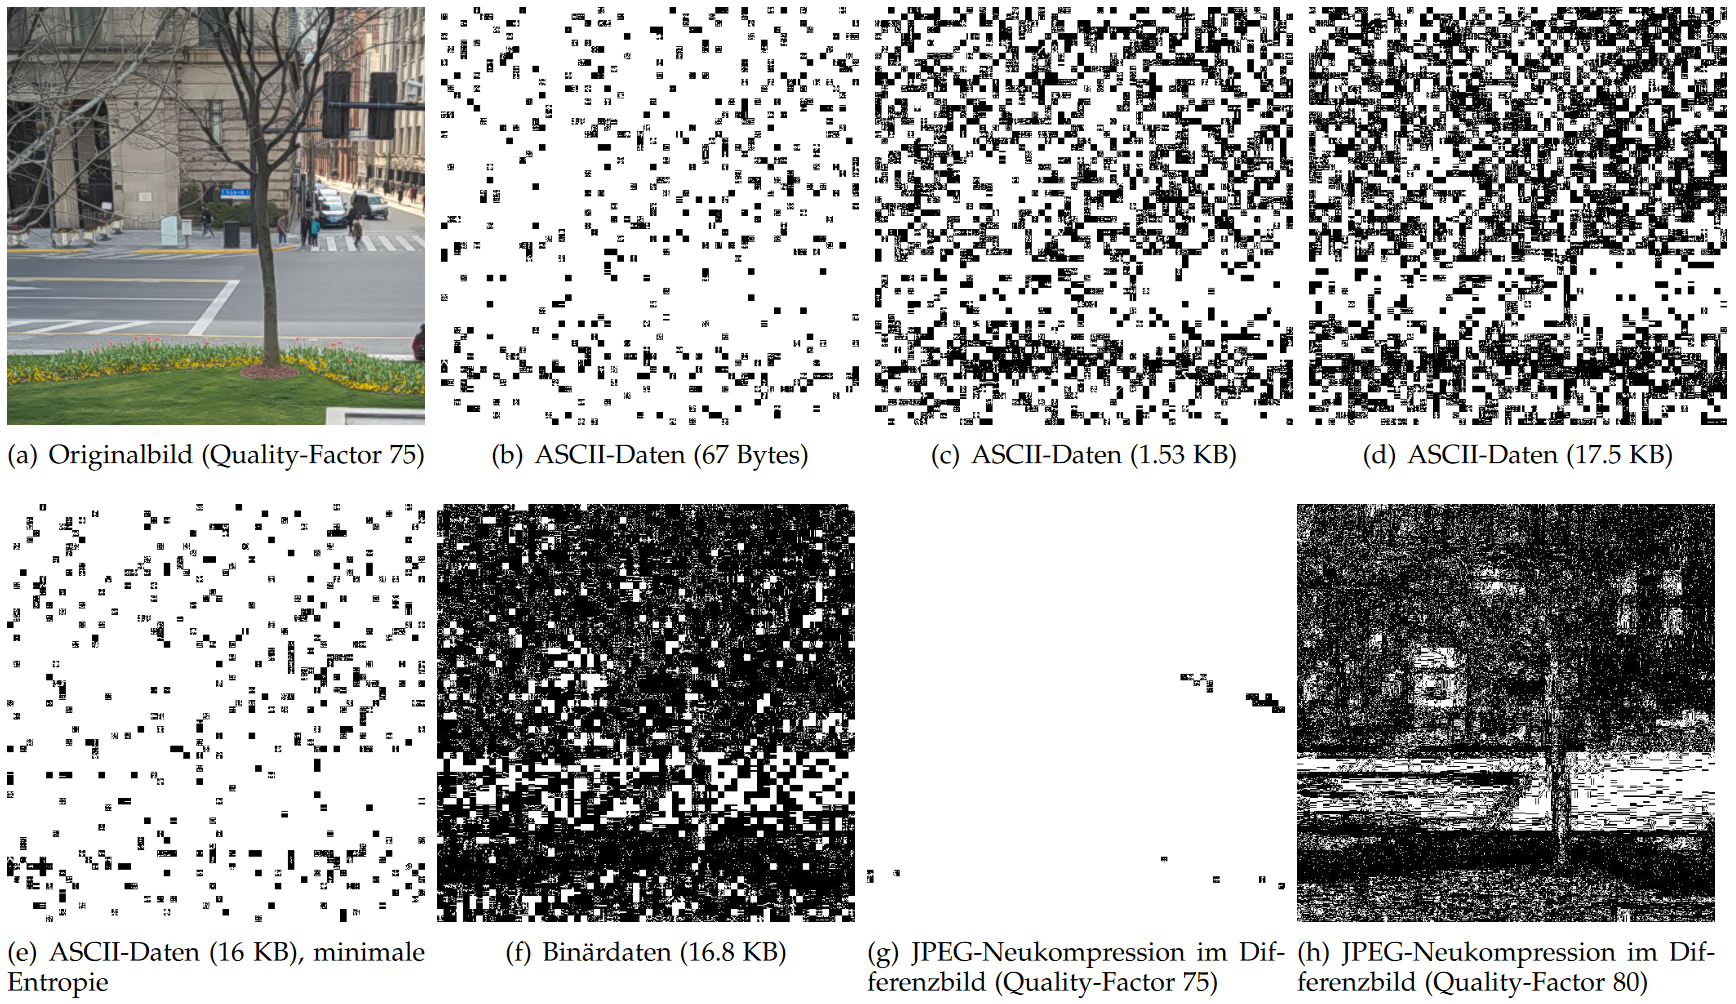 (a) Originalbild (Quality-Factor 75)
(b) ASCII-Daten (67 Bytes)
(c) ASCII-Daten (1.53 KB)
(d) ASCII-Daten (17.5 KB)
(e) ASCII-Daten (16 KB), minimale
Entropie
(f) Binärdaten (16.8 KB)
(g) JPEG-Neukompression im Dif-
ferenzbild (Quality-Factor 75)
(h) JPEG-Neukompression im Dif-
ferenzbild (Quality-Factor 80)